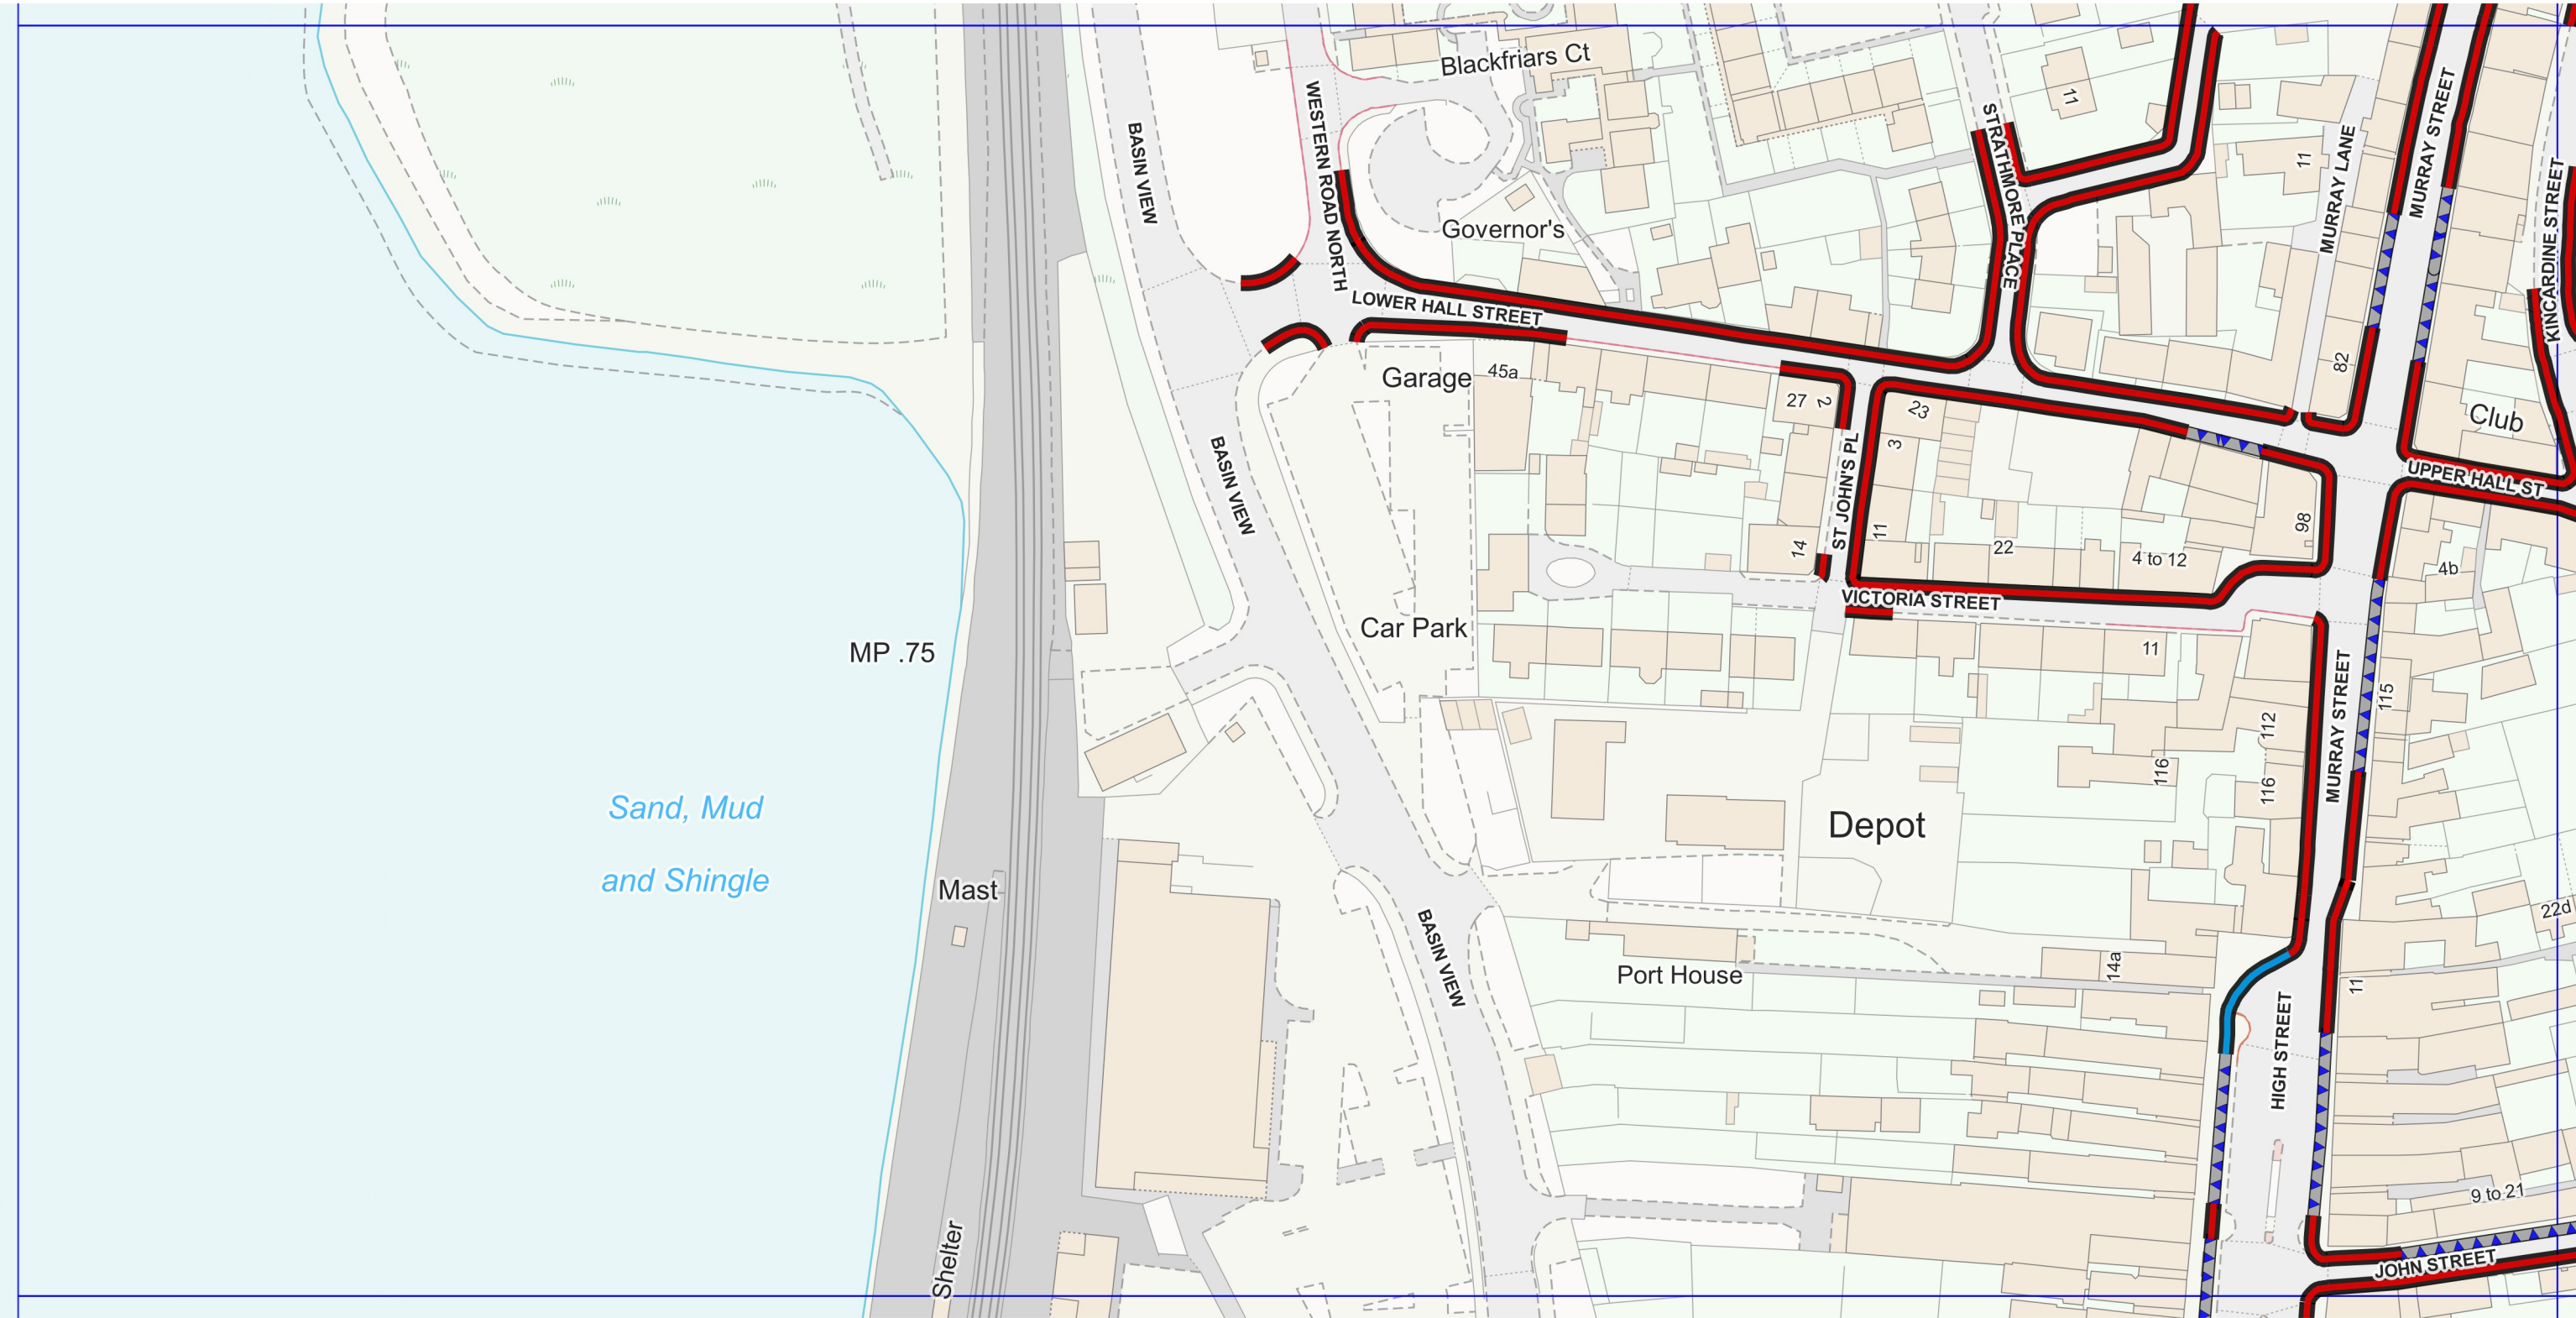 Blackfriars Ct
11
STRATHMORE PLACE
MURRAY STREET
BASIN VIEW
WESTERN ROAD NORTH
11
MURRAY LANE
KINCARDINE STREET
Governor's
LOWER HALL STREET
Garage
45a
27
2
23
82
Club
3
UPPER HALL ST
BASIN VIEW
ST JOHN'S PL
14
11
22
4 to 12
98
4b
VICTORIA STREET
Car Park
MP .75
11
115
112
116
116
MURRAY STREET
Sand, Mud
and Shingle
Depot
Mast
22d
BASIN VIEW
Port House
14a
11
HIGH STREET
9 to 21
Shelter
JOHN STREET